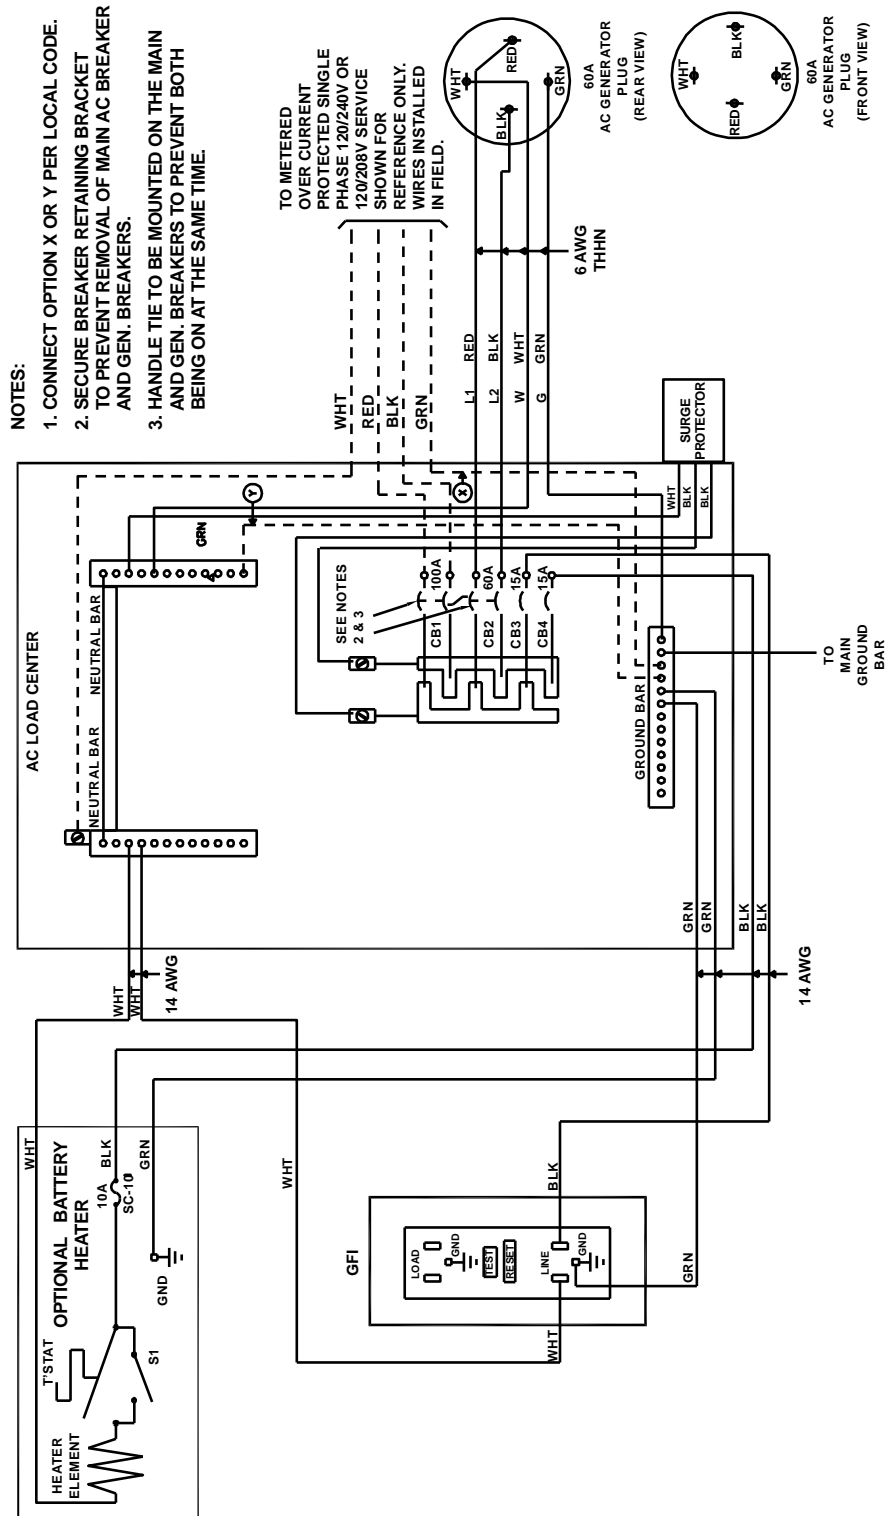 NOTES:
1. CONNECT OPTION X OR Y PER LOCAL CODE.
2. SECURE BREAKER RETAINING BRACKET
TO PREVENT REMOVAL OF MAIN AC BREAKER
AND GEN. BREAKERS.
3. HANDLE TIE TO BE MOUNTED ON THE MAIN
AND GEN. BREAKERS TO PREVENT BOTH
BEING ON AT THE SAME TIME.
TO METERED
OVER CURRENT
PROTECTED SINGLE
PHASE 120/240V OR
120/208V SERVICE
SHOWN FOR
REFERENCE ONLY.
WIRES INSTALLED
IN FIELD.
WHT
RED
BLK
GRN
WHT
RED
BLK
GRN
60A
AC GENERATOR
PLUG
(REAR VIEW)
WHT
BLK
RED
GRN
60A
AC GENERATOR
PLUG
(FRONT VIEW)
6 AWG
THHN
L1 RED
L2 BLK
W WHT
G GRN
SURGE
PROTECTOR
WHT
BLK
BLK
AC LOAD CENTER
NEUTRAL BAR
NEUTRAL BAR
GRN
Y
X
SEE NOTES
2 & 3
CB1
100A
CB2
60A
CB3
15A
CB4
15A
GROUND BAR
TO
MAIN
GROUND
BAR
GRN
GRN
BLK
BLK
14 AWG
WHT
WHT
14 AWG
WHT
OPTIONAL BATTERY
HEATER
10A
SC-10
BLK
GRN
GND
T'STAT
S1
HEATER
ELEMENT
WHT
GFI
LOAD
GND
TEST
RESET
LINE
GND
BLK
WHT
GRN